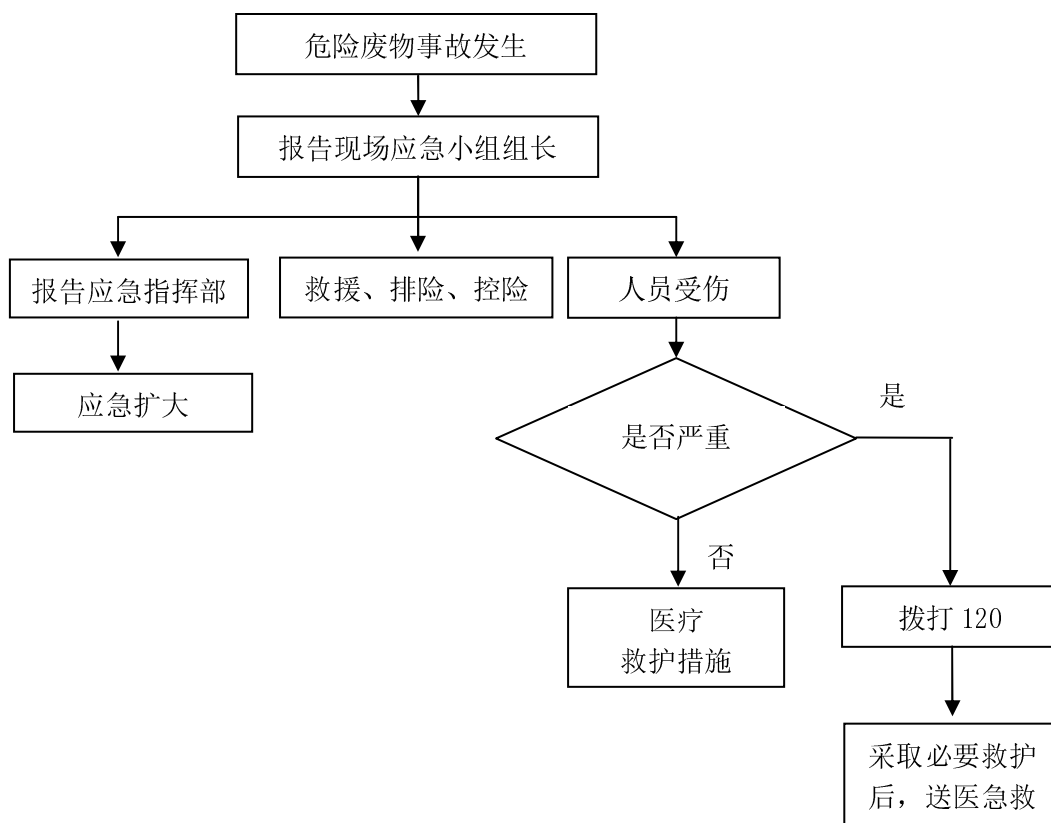 危险废物事故发生
报告现场应急小组组长
报告应急指挥部
救援、排险、控险
人员受伤
应急扩大
是
是否严重
否
医疗
救护措施
拨打 120
采取必要救护
后，送医急救